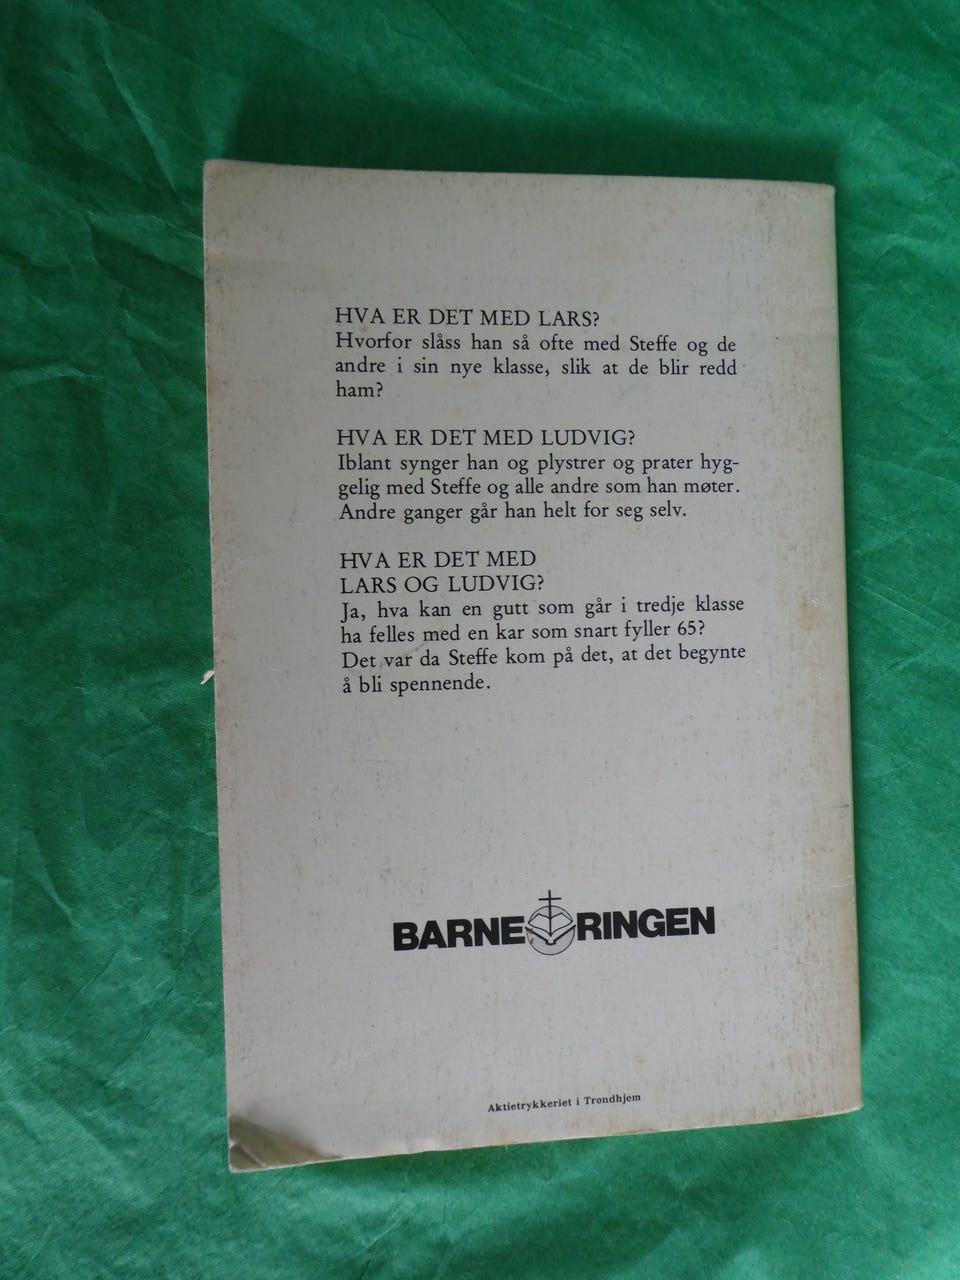 HVA ER DET MED LARS?
Hvorfor slåss han så ofte med Steffe og de
andre i sin nye klasse, slik at de blir redd
ham?
HVA ER DET MED LUDVIG?
Iblant synger han og plystrer og prater hyg-
gelig med Steffe og alle andre som han møter.
Andre ganger går han helt for seg selv.
HVA ER DET MED
LARS OG LUDVIG?
Ja, hva kan en gutt som går i tredje klasse
ha felles med en kar som snart fyller 65?
Det var da Steffe kom på det, at det begynte
å bli spennende.
BARNE RINGEN
Aktietrykkeriet i Trondhjem